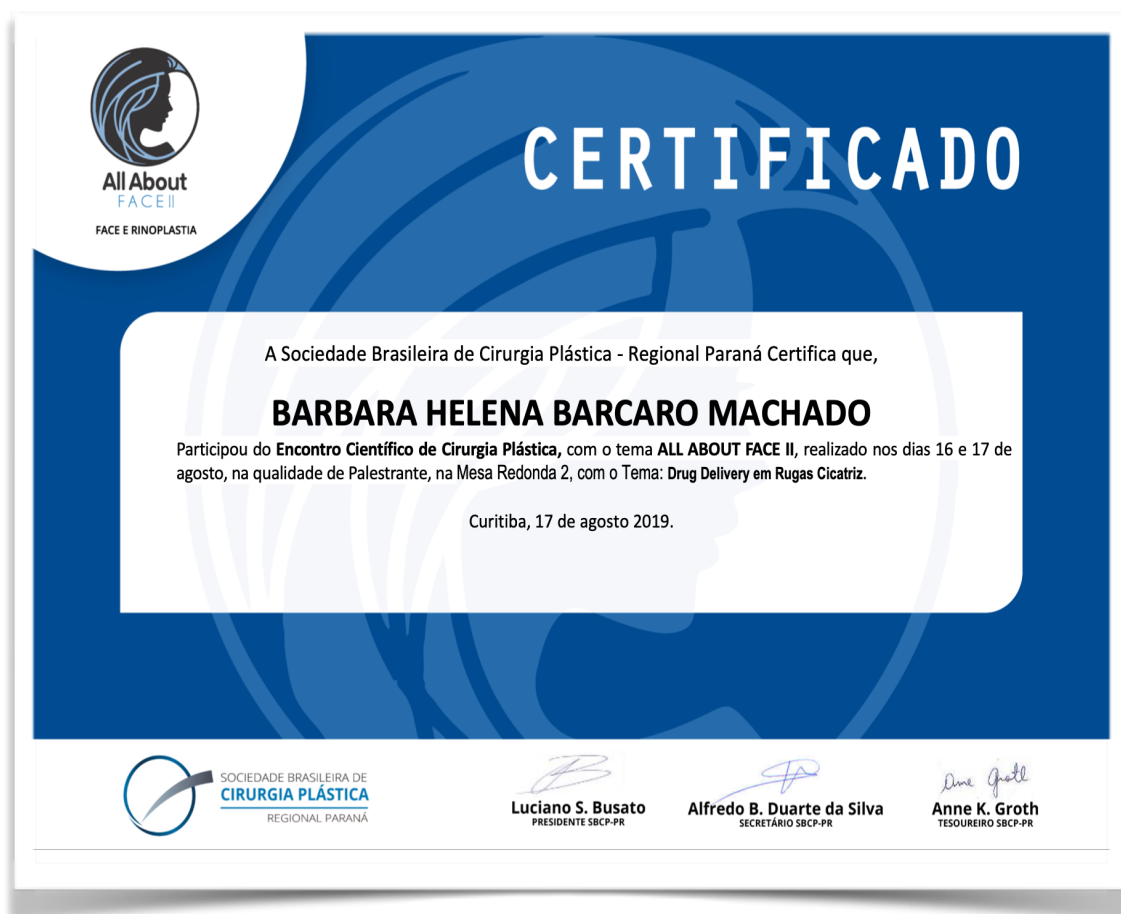 All About
FACE II
FACE E RINOPLASTIA
CERTIFICADO
A Sociedade Brasileira de Cirurgia Plástica - Regional Paraná Certifica que,
BARBARA HELENA BARCARO MACHADO
Participou do Encontro Científico de Cirurgia Plástica, com o tema ALL ABOUT FACE II, realizado nos dias 16 e 17 de
agosto, na qualidade de Palestrante, na Mesa Redonda 2, com o Tema: Drug Delivery em Rugas Cicatriz.
Curitiba, 17 de agosto 2019.
SOCIEDADE BRASILEIRA DE
CIRURGIA PLÁSTICA
REGIONAL PARANÁ
Luciano S. Busato
PRESIDENTE SBCP-PR
Alfredo B. Duarte da Silva
SECRETÁRIO SBCP-PR
Ane Grotl
Anne K. Groth
TESOUREIRO SBCP-PR